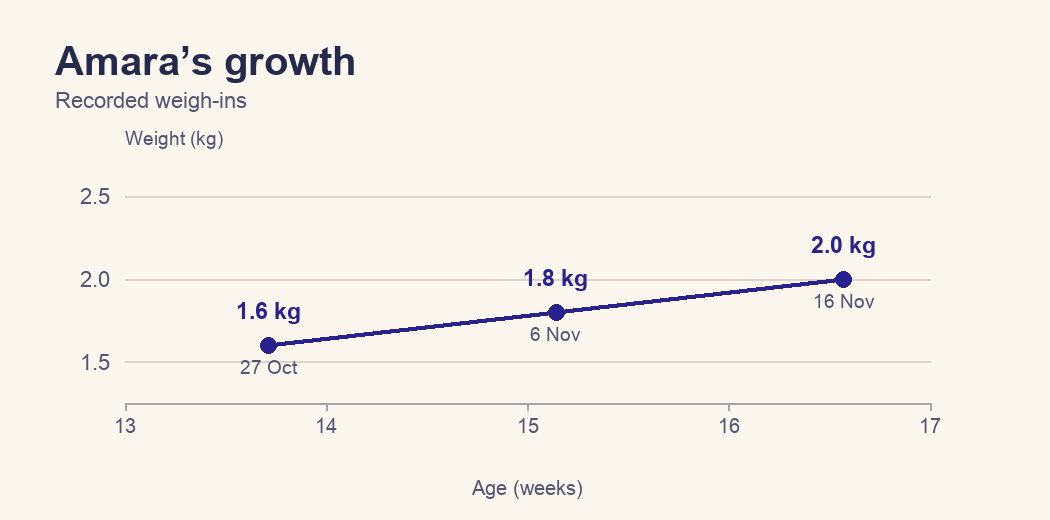 Amara’s growth
Recorded weigh-ins
Weight (kg)
2.5
2.0 kg
2.0
1.8 kg
16 Nov
1.6 kg
6 Nov
1.5
27 Oct
13 14 15 16 17
Age (weeks)